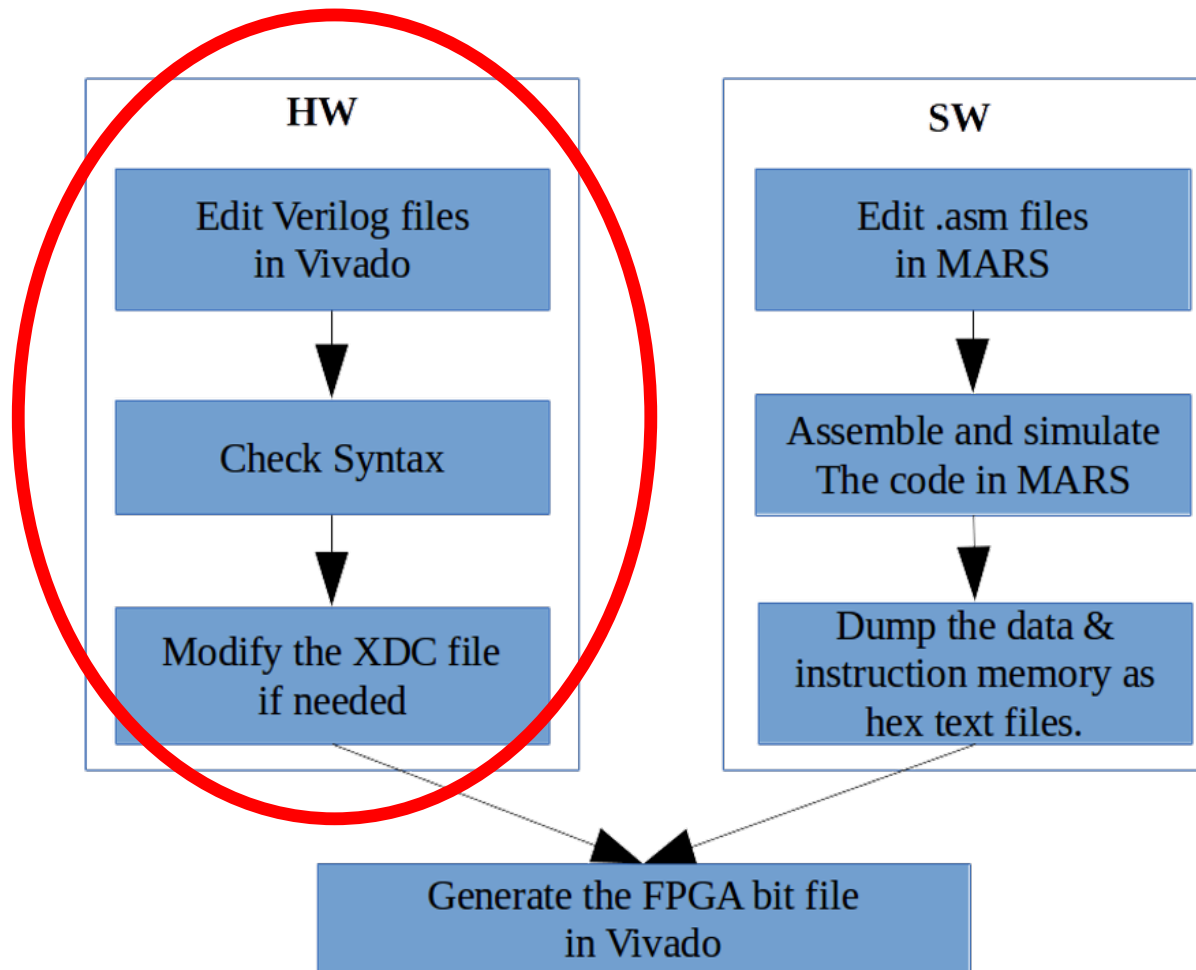 HW
Edit Verilog files
in Vivado
Check Syntax
Modify the XDC file
if needed
SW
Edit .asm files
in MARS
Assemble and simulate
The code in MARS
Dump the data &
instruction memory as
hex text files.
Generate the FPGA bit file
in Vivado